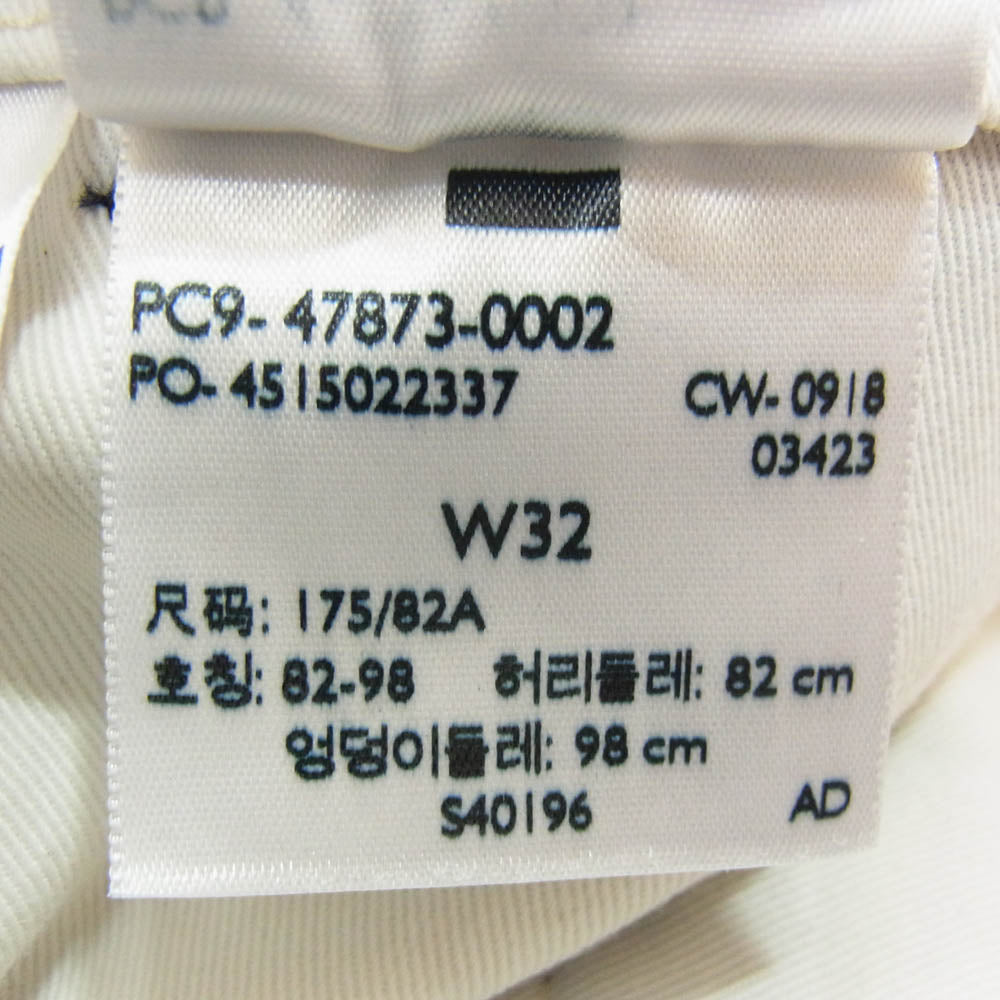 PC9- 47873-0002
PO- 4515022337 CW- 0918
03423
W32
尺码: 175/82A
호칭: 82-98 허리둘레: 82 cm
엉덩이둘레: 98 cm
S40196 AD